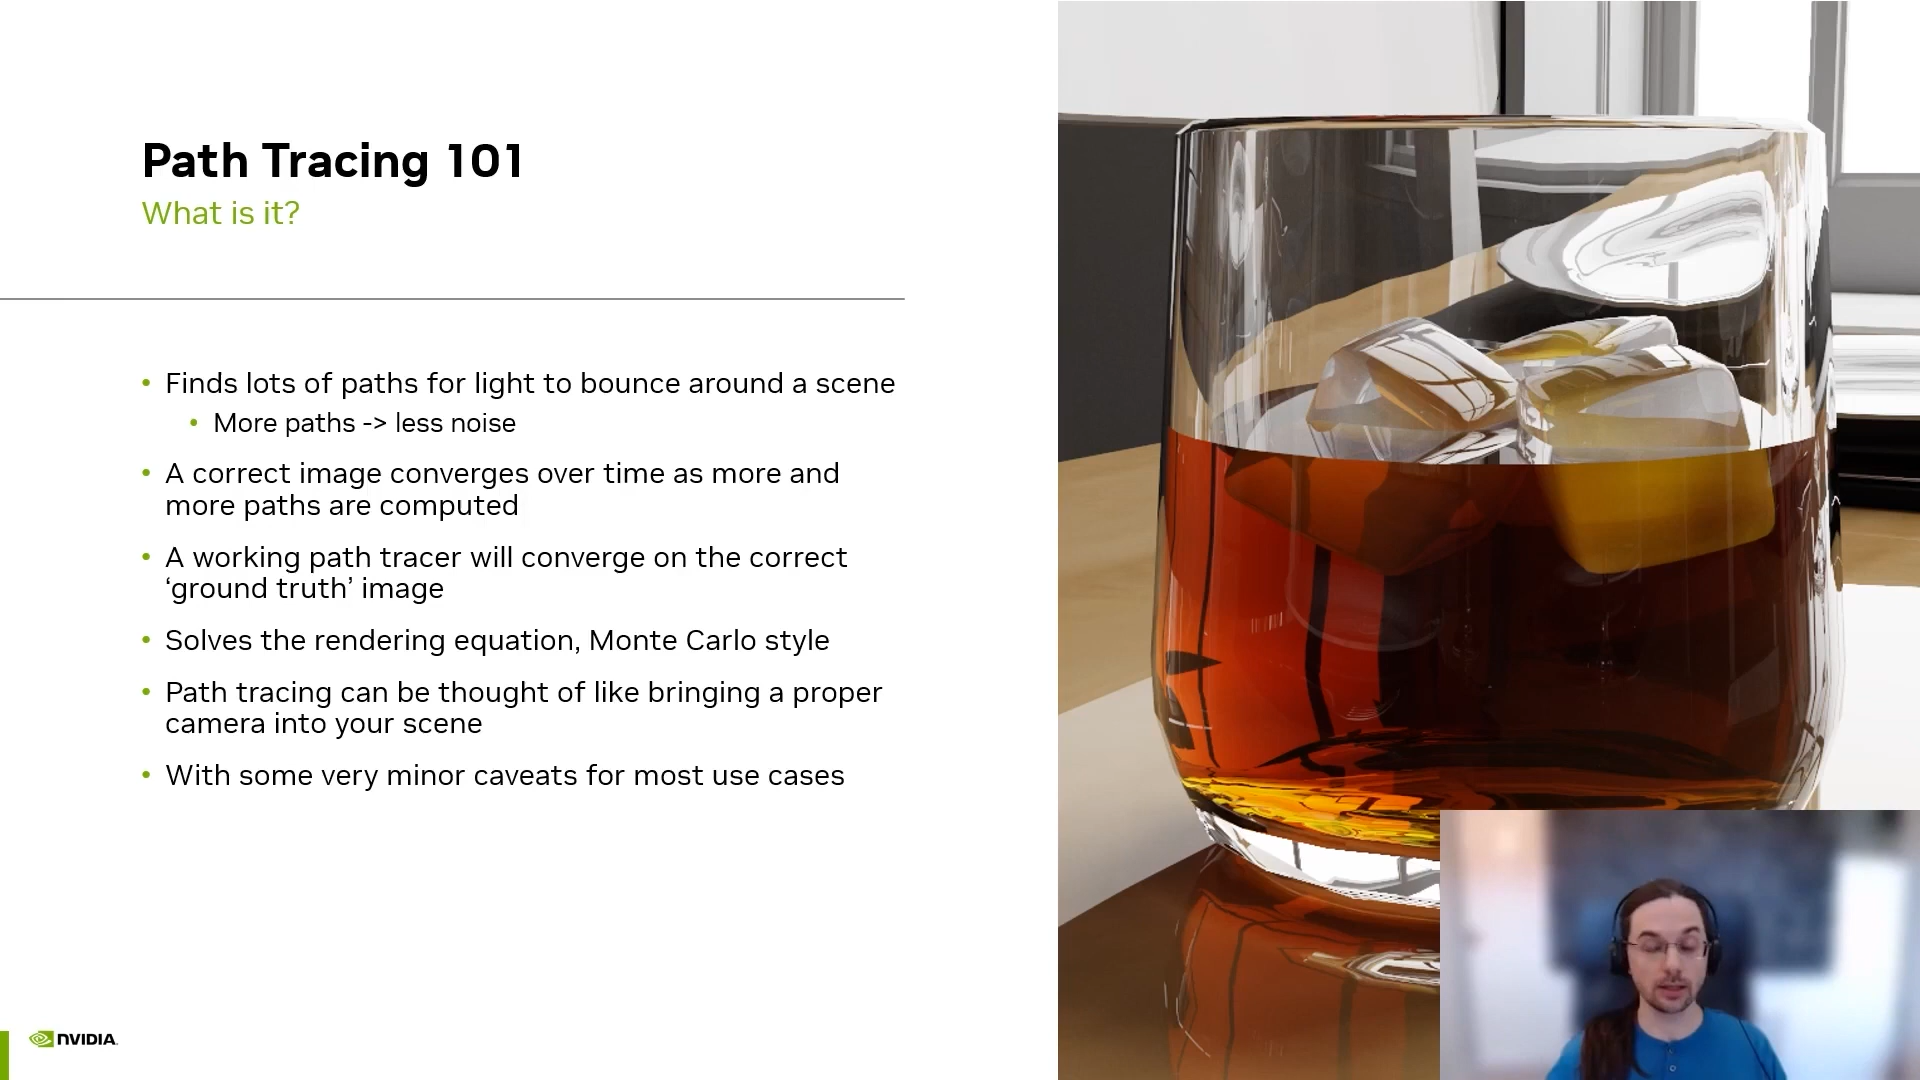 Path Tracing 101
What is it?
• Finds lots of paths for light to bounce around a scene
• More paths -> less noise
• A correct image converges over time as more and
more paths are computed
• A working path tracer will converge on the correct
‘ground truth’ image
• Solves the rendering equation, Monte Carlo style
• Path tracing can be thought of like bringing a proper
camera into your scene
• With some very minor caveats for most use cases
NVIDIA.